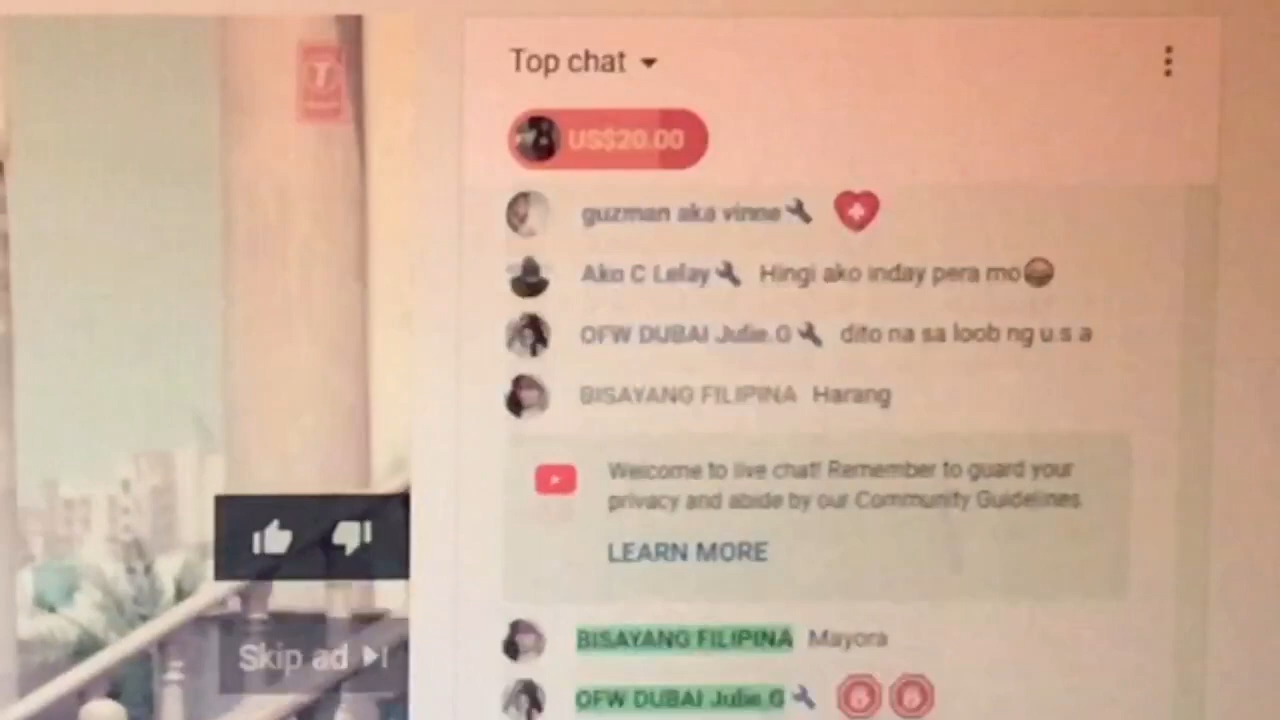 Top chat
US$20.00
guzman aka vinne
Ako C Lelay Hingi ako inday pera mo
OFW DUBAI Julie.G dito na sa loob ng u.s a
BISAYANG FILIPINA Harang
Welcome to live chat! Remember to guard your
privacy and abide by our Community Guidelines.
LEARN MORE
BISAYANG FILIPINA Mayora
Skip ad
OFW DUBAI Julie.G